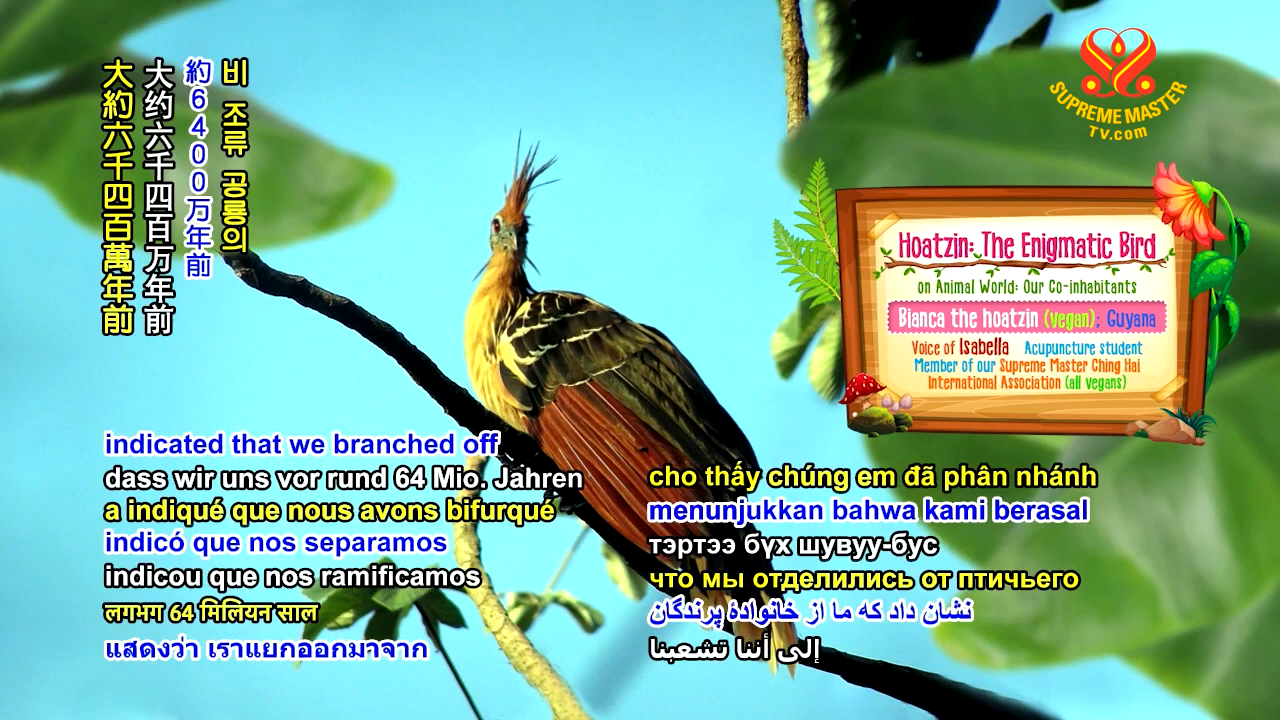 大約六千四百萬年前
大约六千四百万年前
約6400万年前
비 조류 공룡의
SUPREME MASTER
TV.com
Hoatzin: The Enigmatic Bird
on Animal World: Our Co-inhabitants
Bianca the hoatzin (vegan); Guyana
Voice of Isabella Acupuncture student
Member of our Supreme Master Ching Hai
International Association (all vegans)
indicated that we branched off
dass wir uns vor rund 64 Mio. Jahren
a indiqué que nous avons bifurqué
indicó que nos separamos
indicou que nos ramificamos
लगभग 64 मिलियन साल
แสดงว่า เราแยกออกมาจาก
cho thấy chúng em đã phân nhánh
menunjukkan bahwa kami berasal
тэртээ бүх шувуу-бус
что мы отделились от птичьего
نشان داد که ما از خانوادهٔ پرندگان
إلى أننا تشعبنا